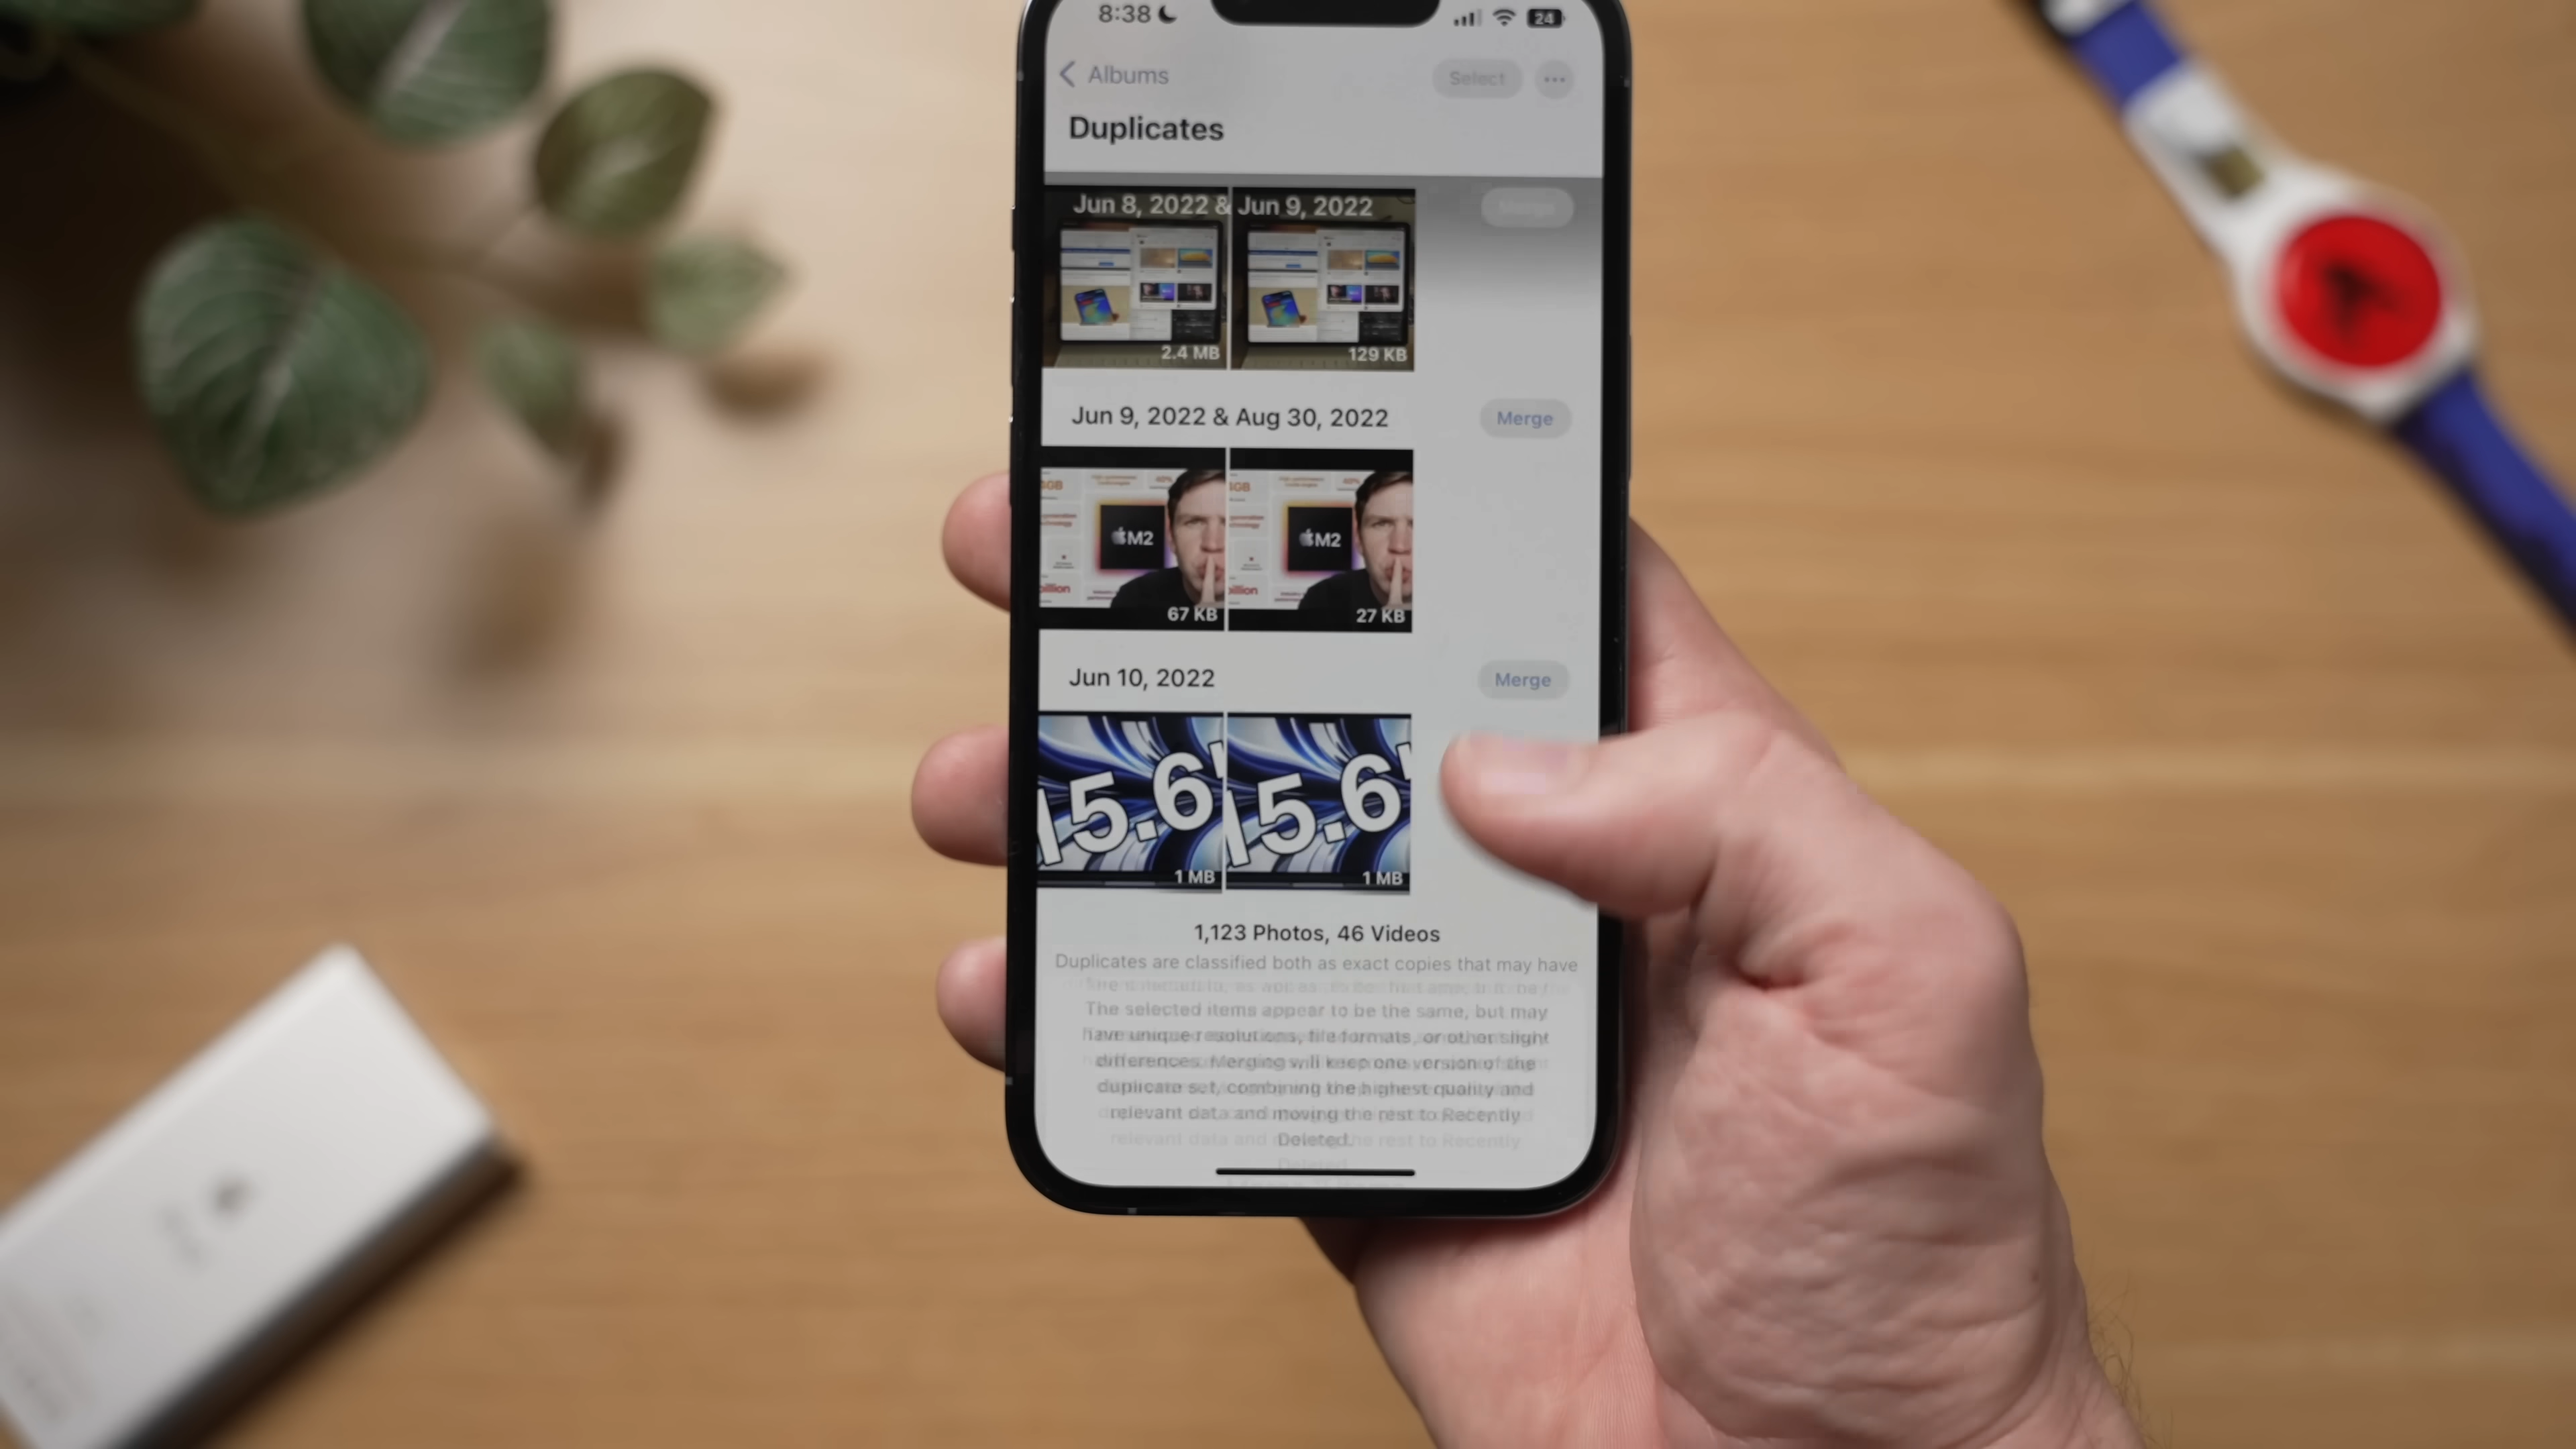 8:38
24
Albums
Select
Duplicates
Jun 8, 2022 & Jun 9, 2022
Merge
2.4 MB
129 KB
Jun 9, 2022 & Aug 30, 2022
Merge
M2
M2
67 KB
27 KB
Jun 10, 2022
Merge
15.6"
15.6"
1 MB
1 MB
1,123 Photos, 46 Videos
Duplicates are classified both as exact copies that may have
The selected items appear to be the same, but may
have unique resolutions, file formats, or other slight
differences. Merging will keep one version of the
duplicate set, combining the highest quality and
relevant data and moving the rest to Recently
Deleted.